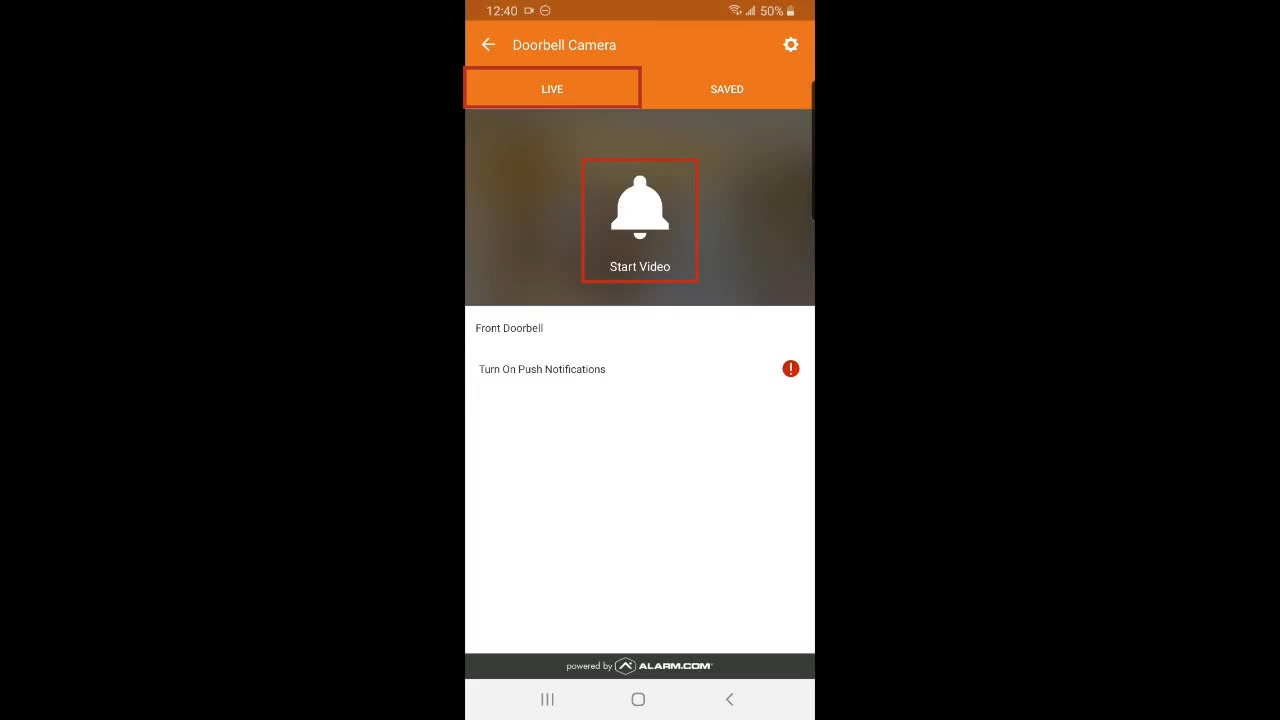 12:40 50%
Doorbell Camera
LIVE SAVED
Start Video
Front Doorbell
Turn On Push Notifications
powered by ALARM.COM